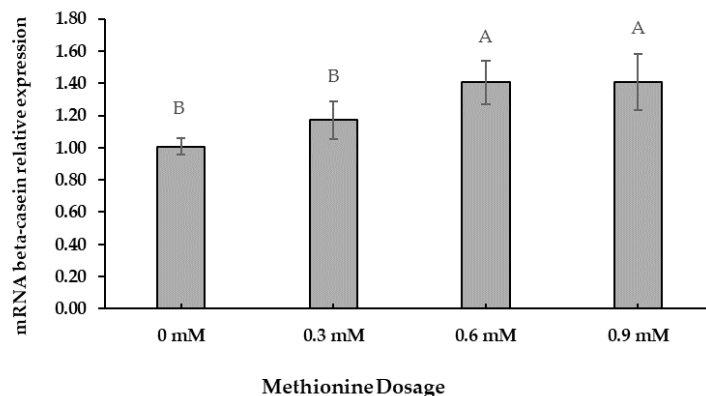 mRNA beta-casein relative expression
1.80
1.60
1.40
1.20
1.00
0.80
0.60
0.40
0.20
0.00
B
B
A
A
0 mM
0.3 mM
0.6 mM
0.9 mM
Methionine Dosage